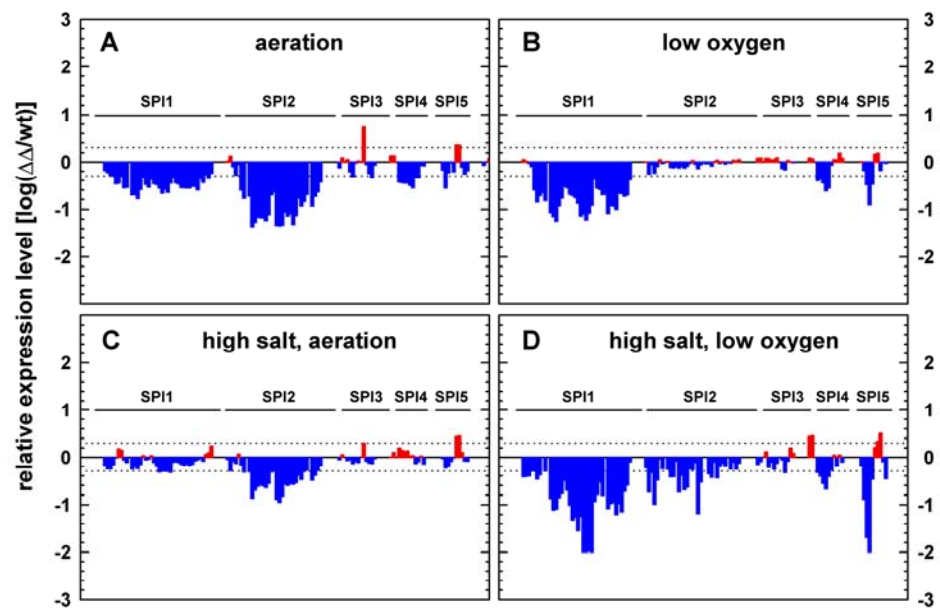 relative expression level [log(ΔΔ/wt)]
3
2
1
0
-1
-2
A aeration
SPI1 SPI2 SPI3 SPI4 SPI5
B low oxygen
SPI1 SPI2 SPI3 SPI4 SPI5
3
2
1
0
-1
-2
2
1
0
-1
-2
-3
C high salt, aeration
SPI1 SPI2 SPI3 SPI4 SPI5
D high salt, low oxygen
SPI1 SPI2 SPI3 SPI4 SPI5
2
1
0
-1
-2
-3